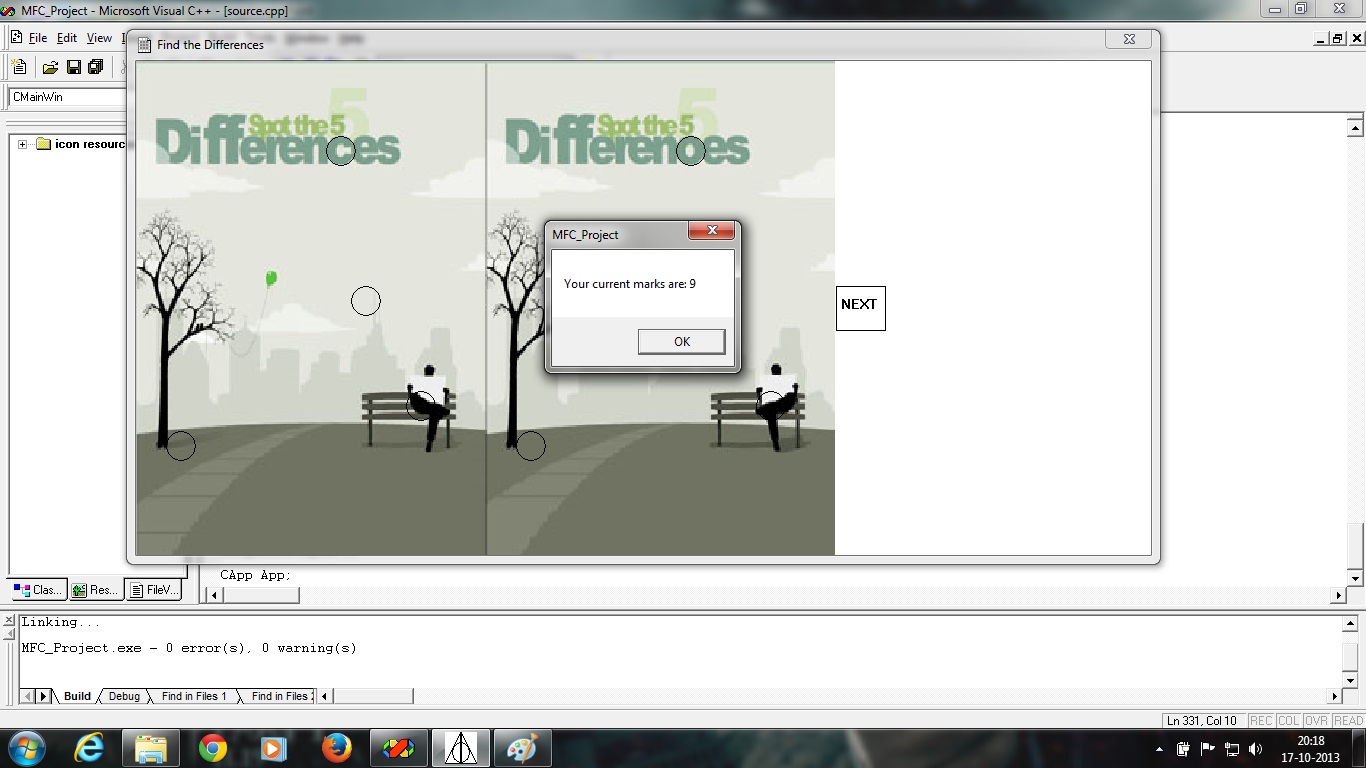 MFC_Project - Microsoft Visual C++ - [source.cpp]
File Edit View
Find the Differences
CMainWin
icon resourc
Spot the 5
5
Differences
Spot the 5
5
Differenoes
MFC_Project
Your current marks are: 9
OK
NEXT
CApp App;
Clas... Res... FileV...
Linking...
MFC_Project.exe - 0 error(s), 0 warning(s)
Build Debug Find in Files 1 Find in Files
Ln 331, Col 10 REC COL OVR READ
20:18
17-10-2013